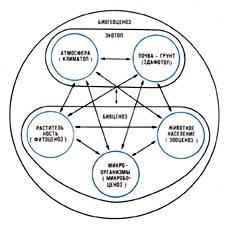 БИОГЕОЦЕНОЗ
ЭКОТОП
АТМОСФЕРА
(КЛИМАТОП)
ПОЧВА - ГРУНТ
(ЭДАФОТОП)
БИОЦЕНОЗ
РАСТИТЕЛЬ
НОСТЬ
(ФИТОЦЕНОЗ)
ЖИВОТНОЕ
НАСЕЛЕНИЕ
(ЗООЦЕНОЗ)
МИКРО-
ОРГАНИЗМЫ
(МИКРОБО-
ЦЕНОЗ)